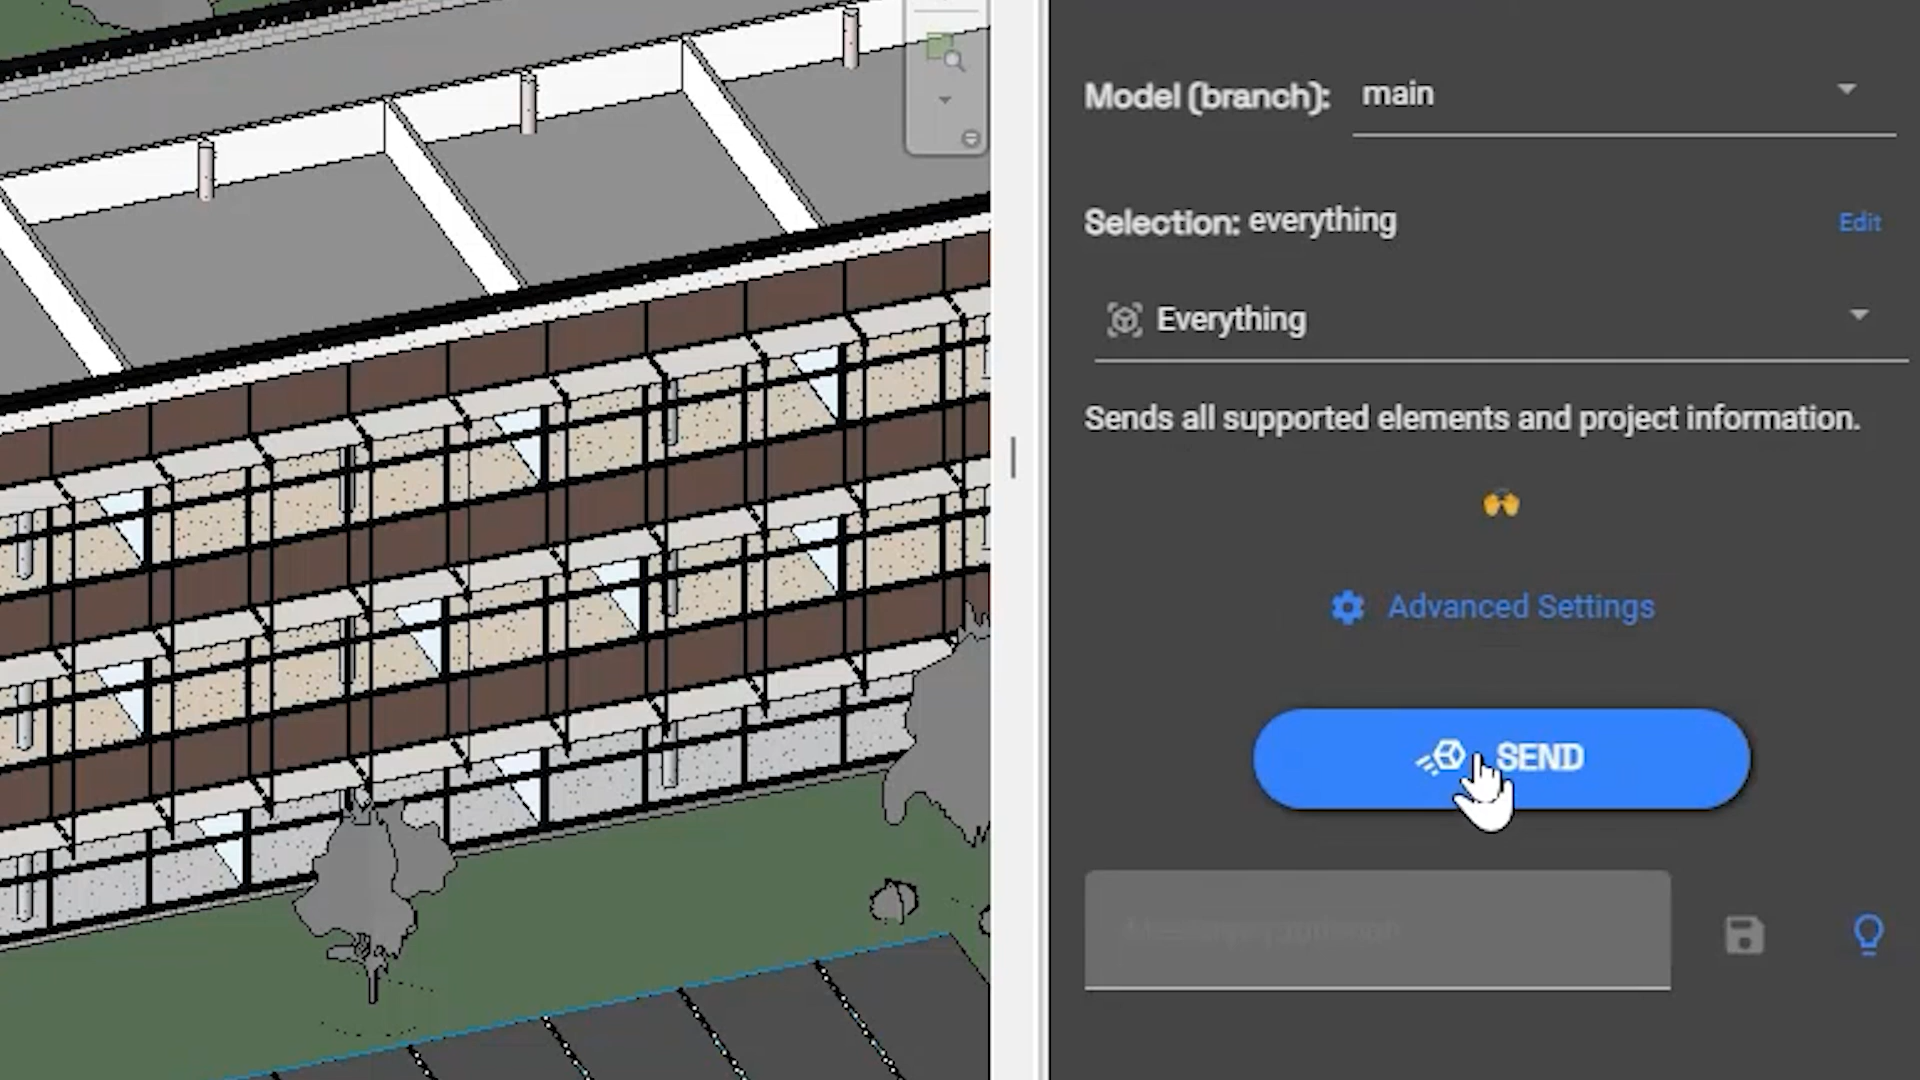 Model (branch): main
Selection: everything
Edit
Everything
Sends all supported elements and project information.
Advanced Settings
SEND